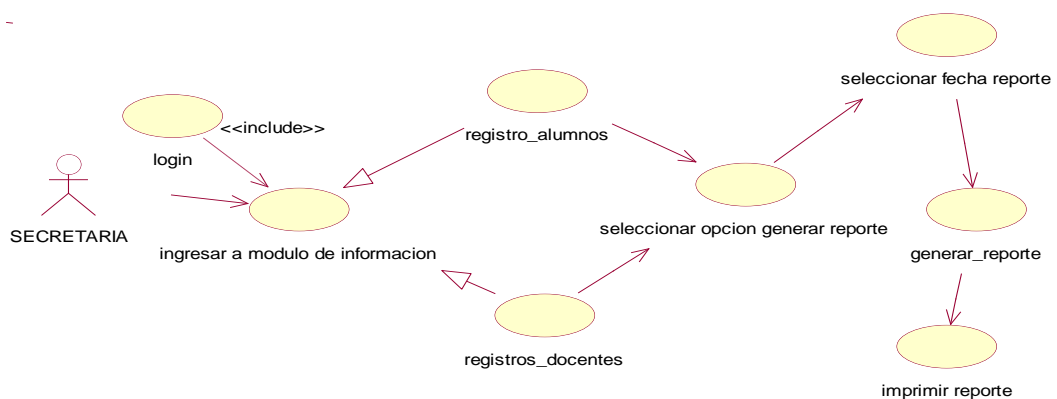 seleccionar fecha reporte
<<include>>
registro_alumnos
login
SECRETARIA
seleccionar opcion generar reporte
ingresar a modulo de informacion
generar_reporte
registros_docentes
imprimir reporte